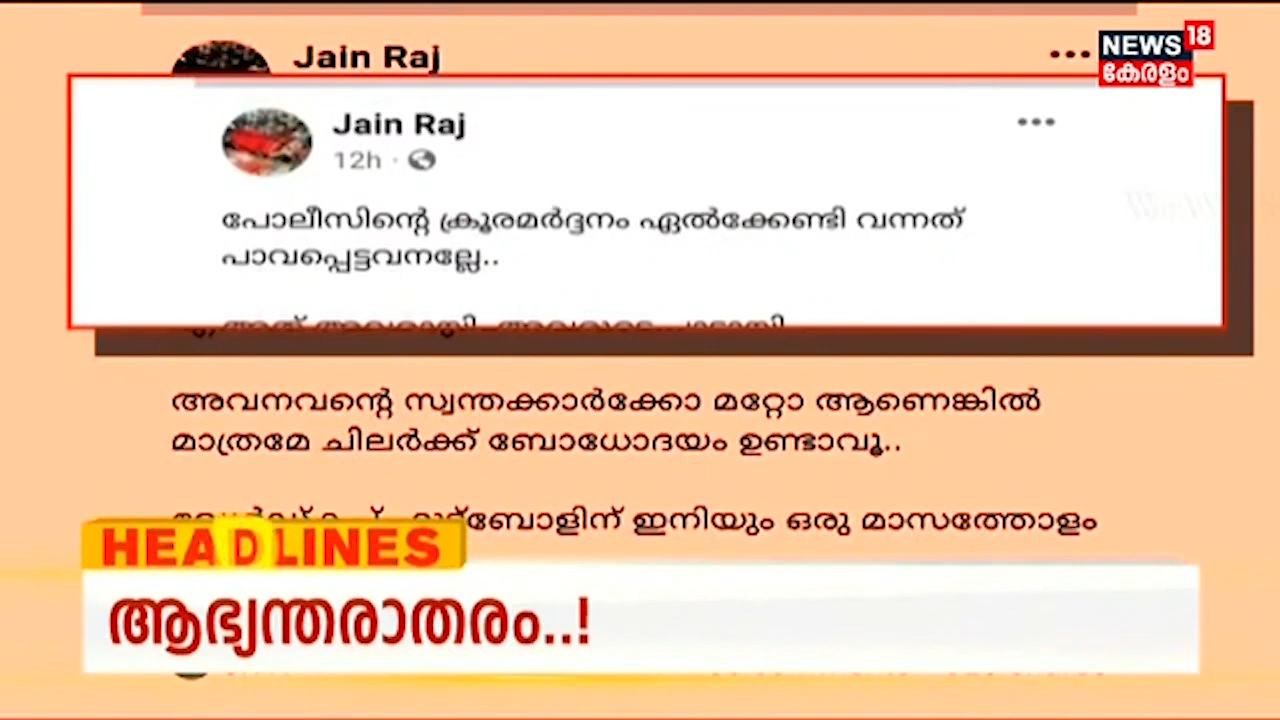 Jain Raj
NEWS 18
കേരളം
Jain Raj
12h
പോലീസിന്റെ ക്രൂരമർദ്ദനം ഏൽക്കേണ്ടി വന്നത്
പാവപ്പെട്ടവനല്ലേ..
അവനവന്റെ സ്വന്തക്കാർക്കോ മറ്റോ ആണെങ്കിൽ
മാത്രമേ ചിലർക്ക് ബോധോദയം ഉണ്ടാവൂ..
ഇനിയും ഒരു മാസത്തോളം
HEADLINES
ആഭ്യന്തരാതരം..!